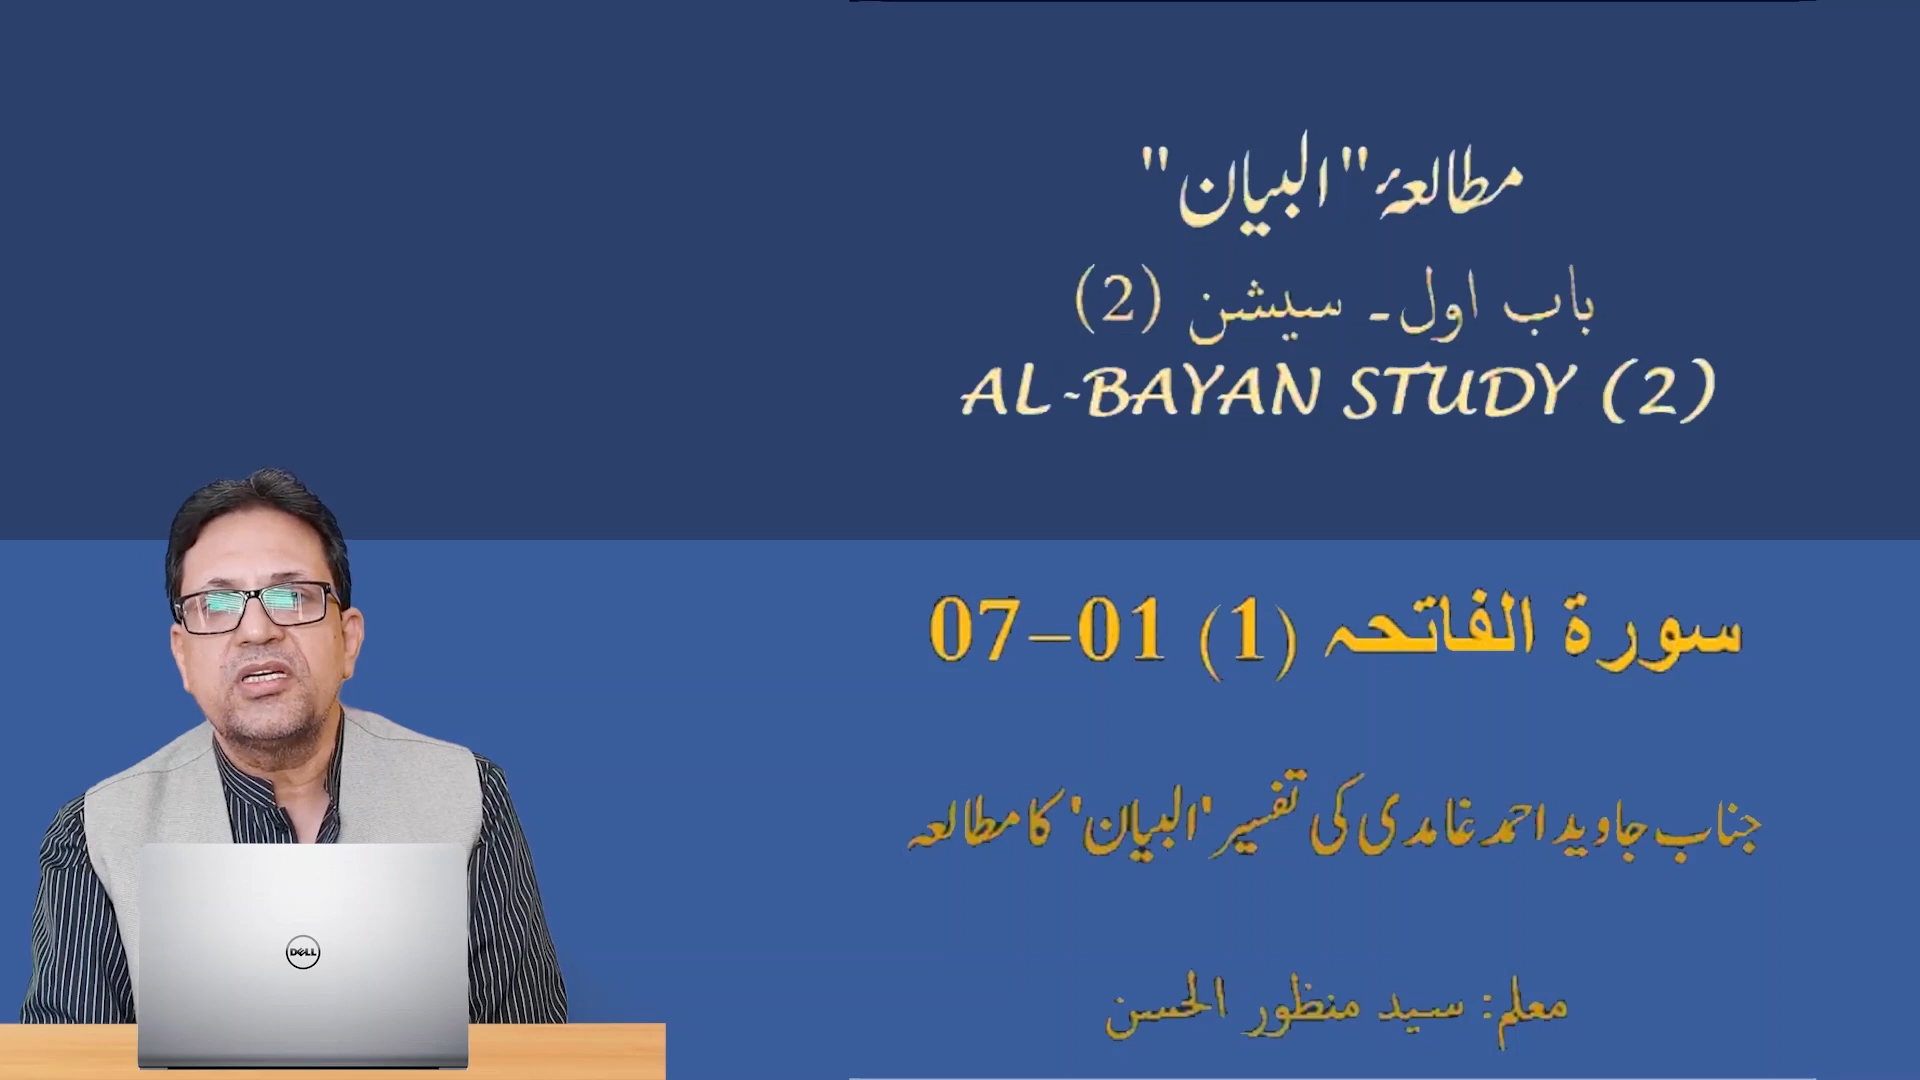 مطالعۂ "البیان"
باب اول۔ سیشن (2)
AL-BAYAN STUDY (2)
سورة الفاتحہ (1) 01–07
جناب جاوید احمد غامدی کی تفسیر 'البیان' کا مطالعہ
معلم: سید منظور الحسن
DELL